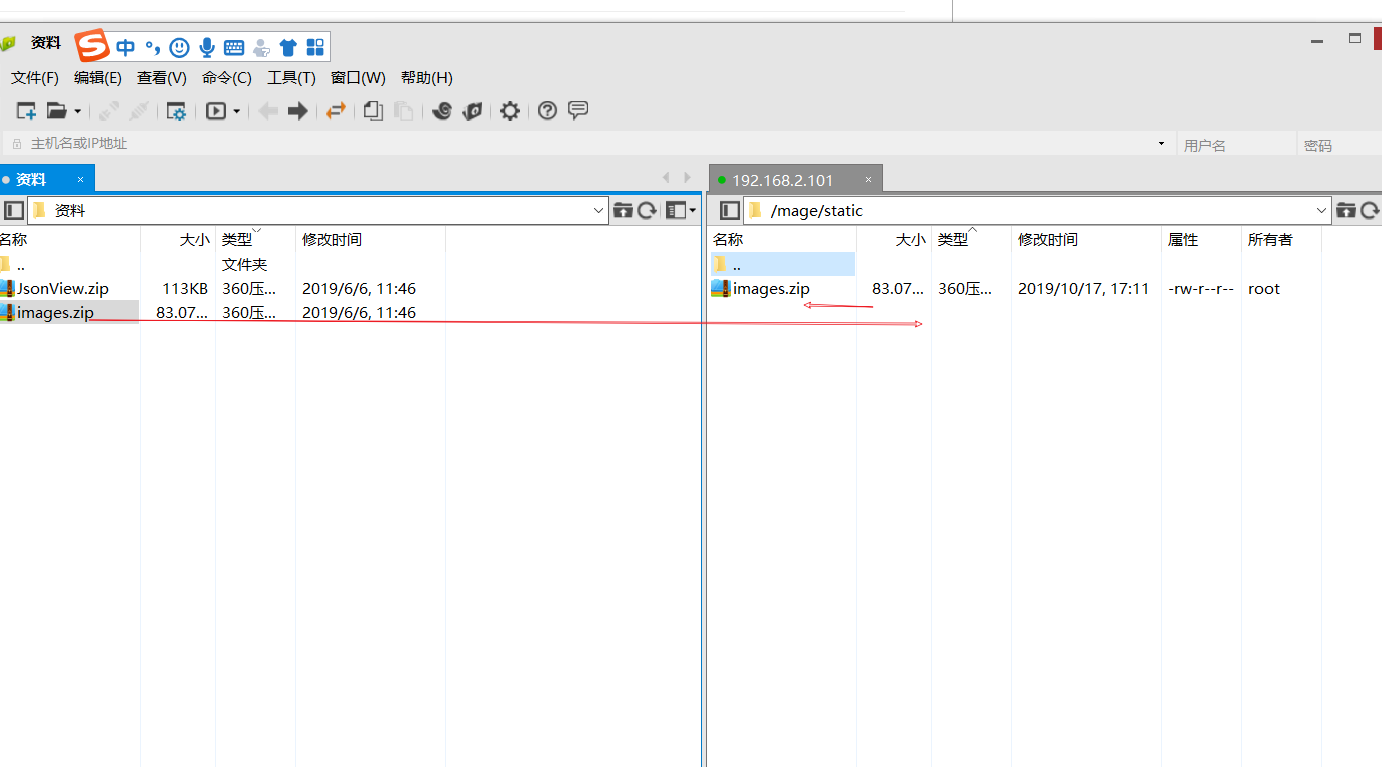 资料 中
文件(F) 编辑(E) 查看(V) 命令(C) 工具(T) 窗口(W) 帮助(H)
主机名或IP地址 用户名 密码
资料 ×
资料
名称 大小 类型 修改时间
.. 文件夹
JsonView.zip 113KB 360压... 2019/6/6, 11:46
images.zip 83.07... 360压... 2019/6/6, 11:46
192.168.2.101 ×
/mage/static
名称 大小 类型 修改时间 属性 所有者
..
images.zip 83.07... 360压... 2019/10/17, 17:11 -rw-r--r-- root